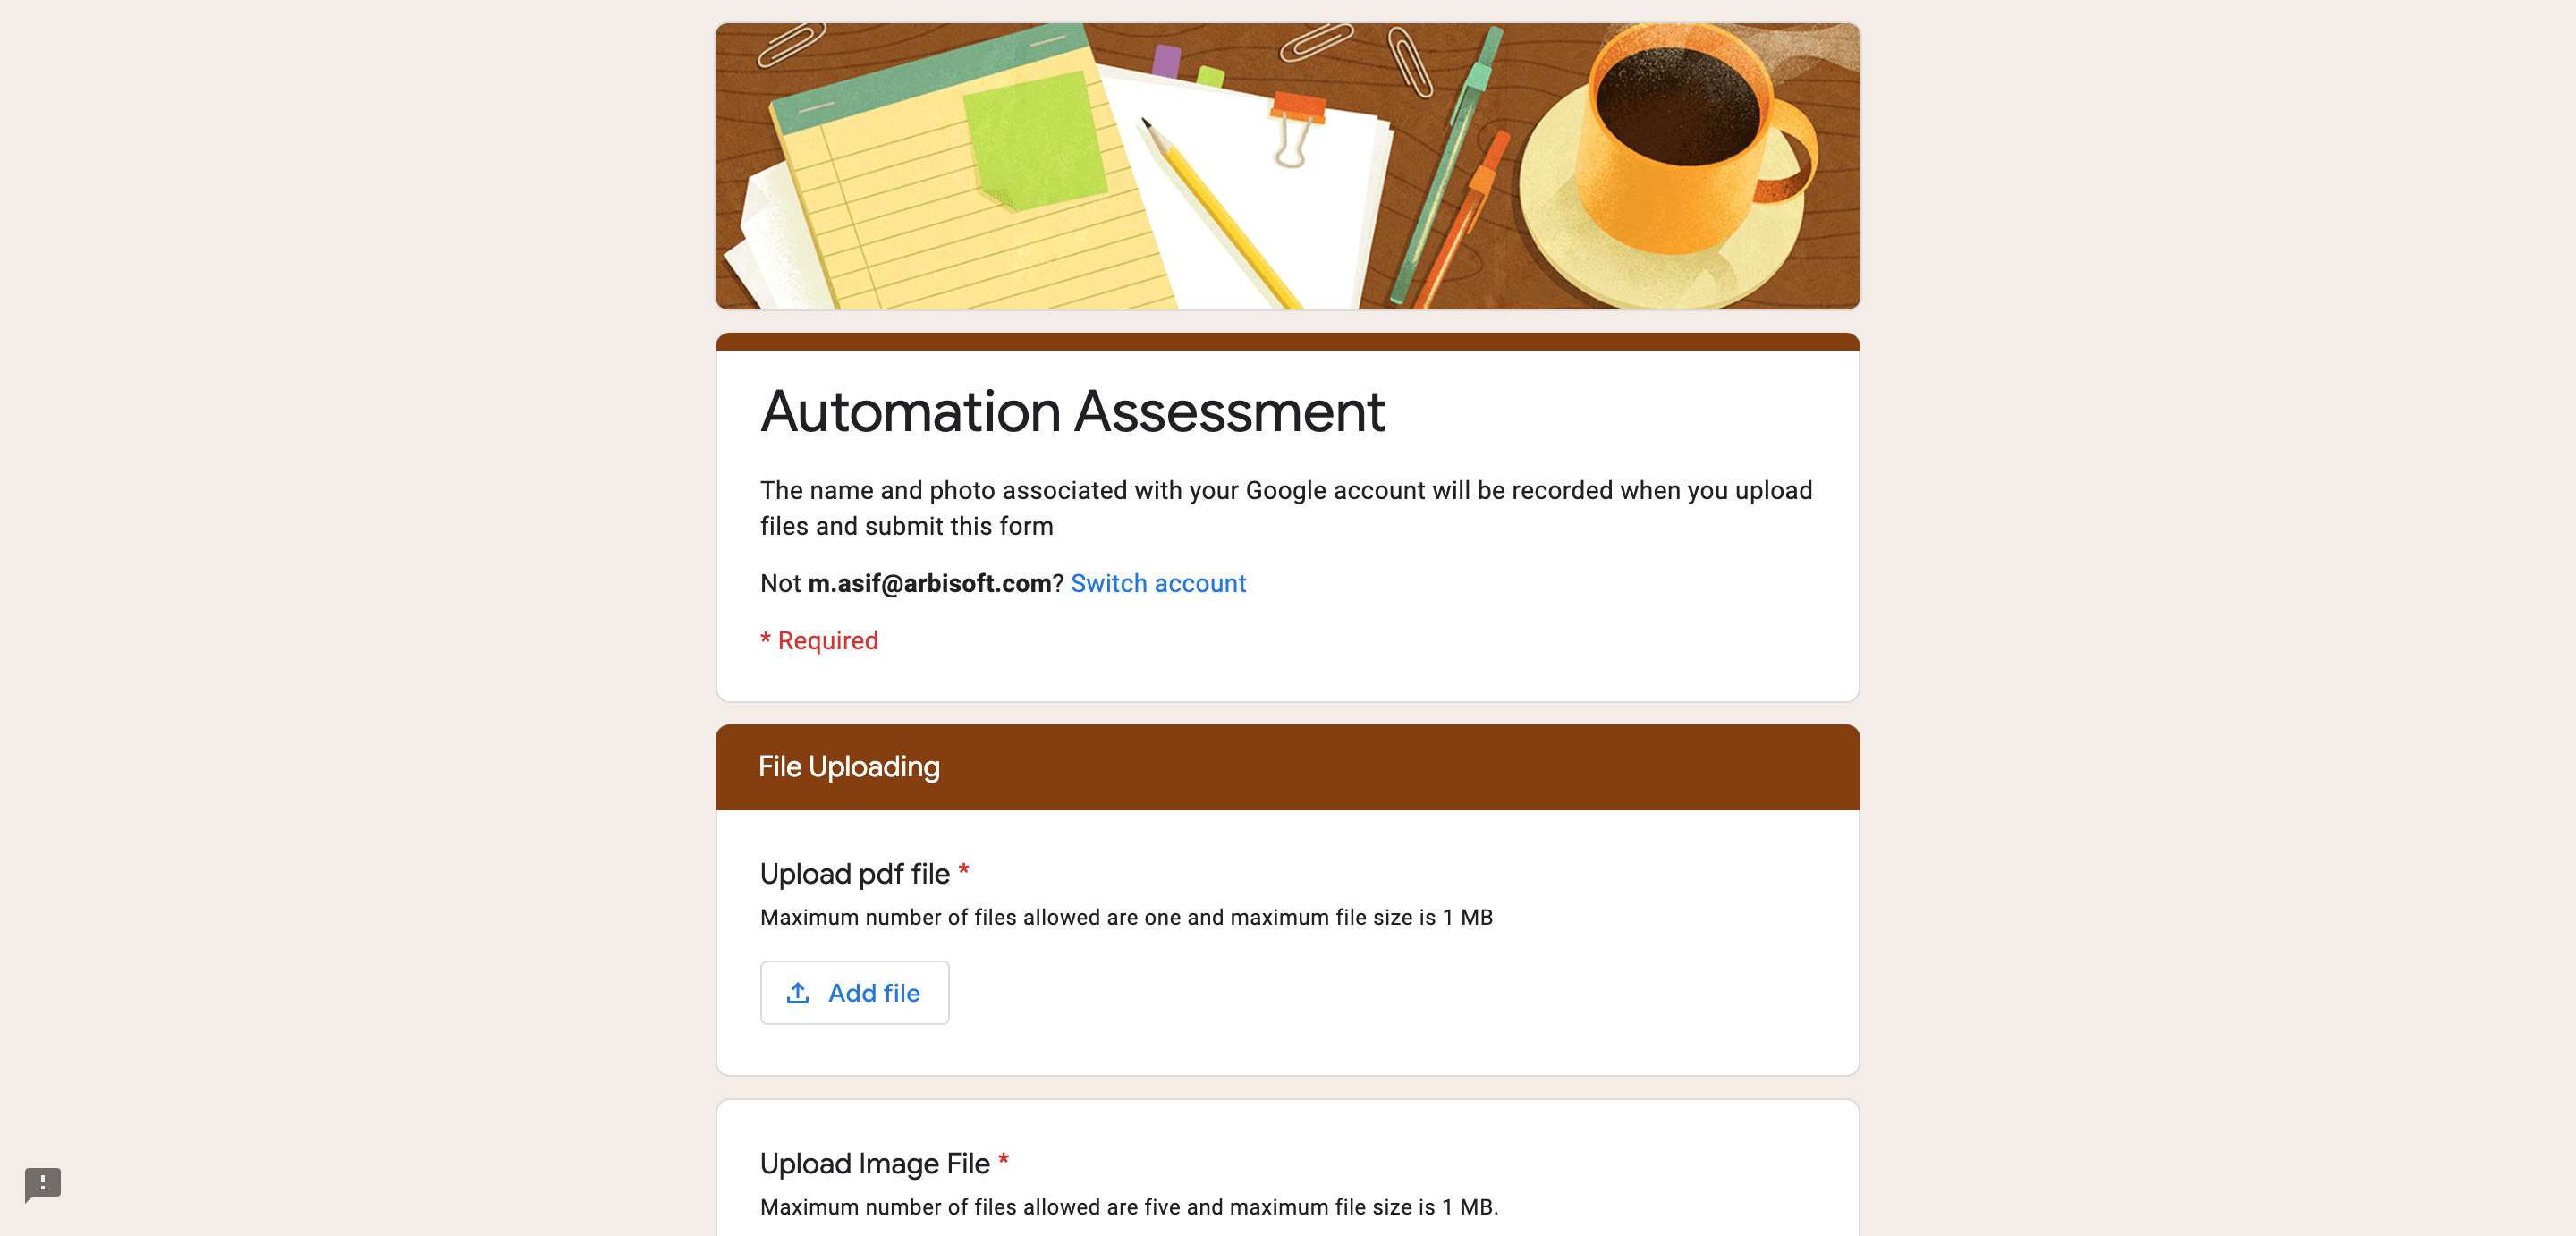 Automation Assessment
The name and photo associated with your Google account will be recorded when you upload
files and submit this form
Not m.asif@arbisoft.com? Switch account
* Required
File Uploading
Upload pdf file *
Maximum number of files allowed are one and maximum file size is 1 MB
Add file
Upload Image File *
Maximum number of files allowed are five and maximum file size is 1 MB.